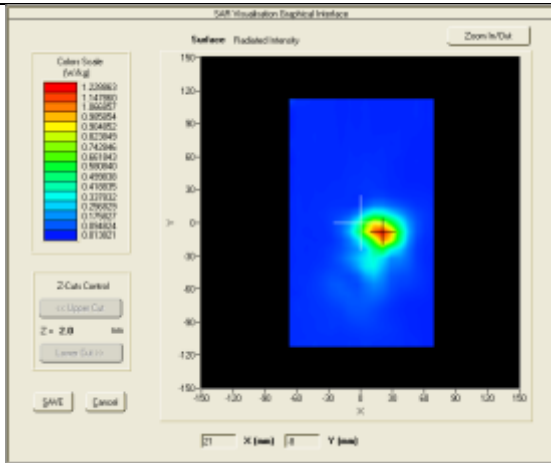 SAR Visualisation Graphical Interface
Surface Radiated Intensity
Zoom In/Out
Colors Scale
(W/kg)
1.228863
1.147860
1.066857
0.985854
0.904852
0.823849
0.742846
0.661843
0.580840
0.499838
0.418835
0.337832
0.256829
0.175827
0.094824
0.013821
Z-Cuts Control
<< Upper Cut
Z = 2.0 mm
Lower Cut >>
SAVE
Cancel
150-
120-
90-
60-
30-
0-
-30-
-60-
-90-
-120-
-150-
Y
-150 -120 -90 -60 -30 0 30 60 90 120 150
X
21 X (mm) -8 Y (mm)